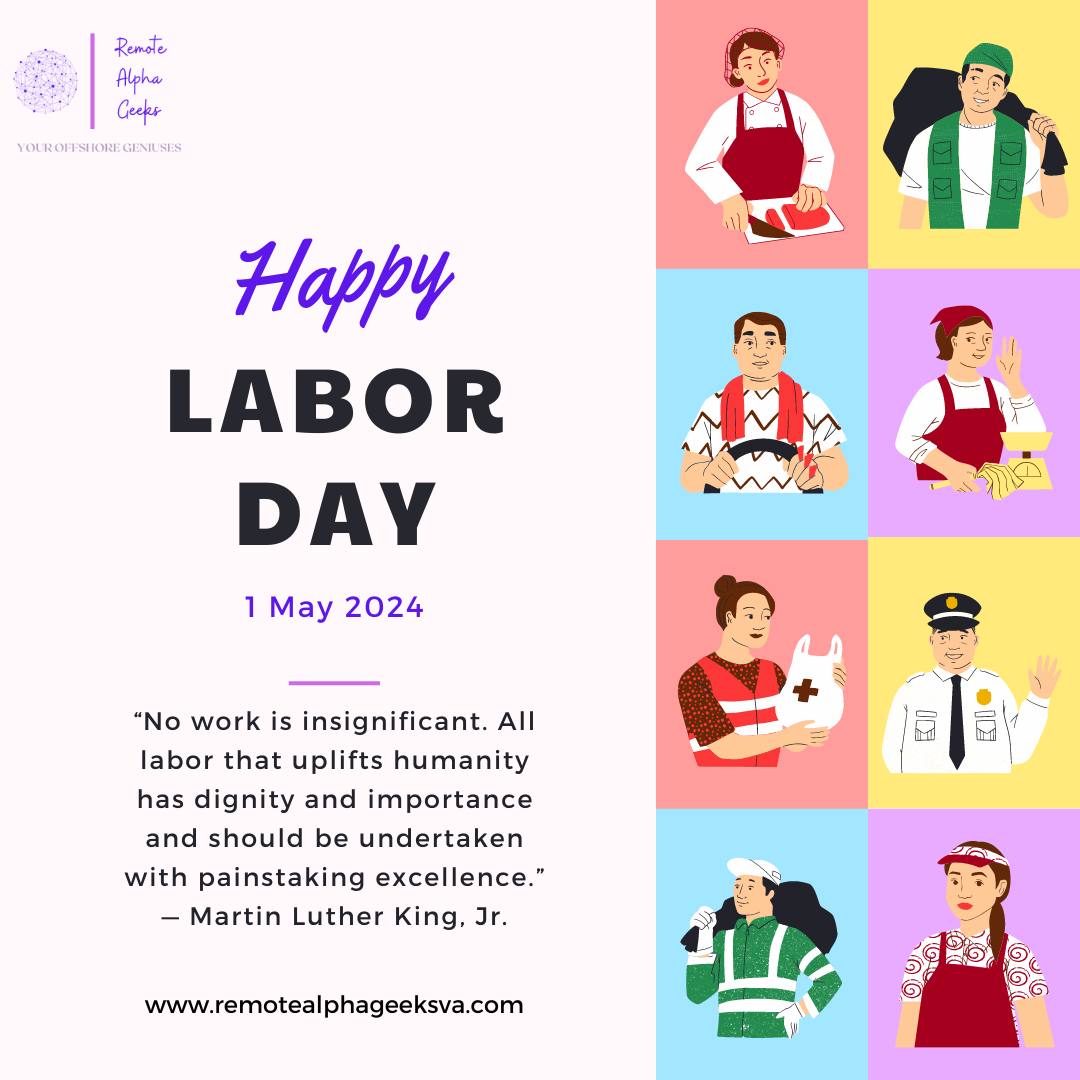 Remote
Alpha
Geeks
YOUR OFFSHORE GENIUSES
Happy
LABOR
DAY
1 May 2024
“No work is insignificant. All
labor that uplifts humanity
has dignity and importance
and should be undertaken
with painstaking excellence.”
— Martin Luther King, Jr.
www.remotealphageeksva.com